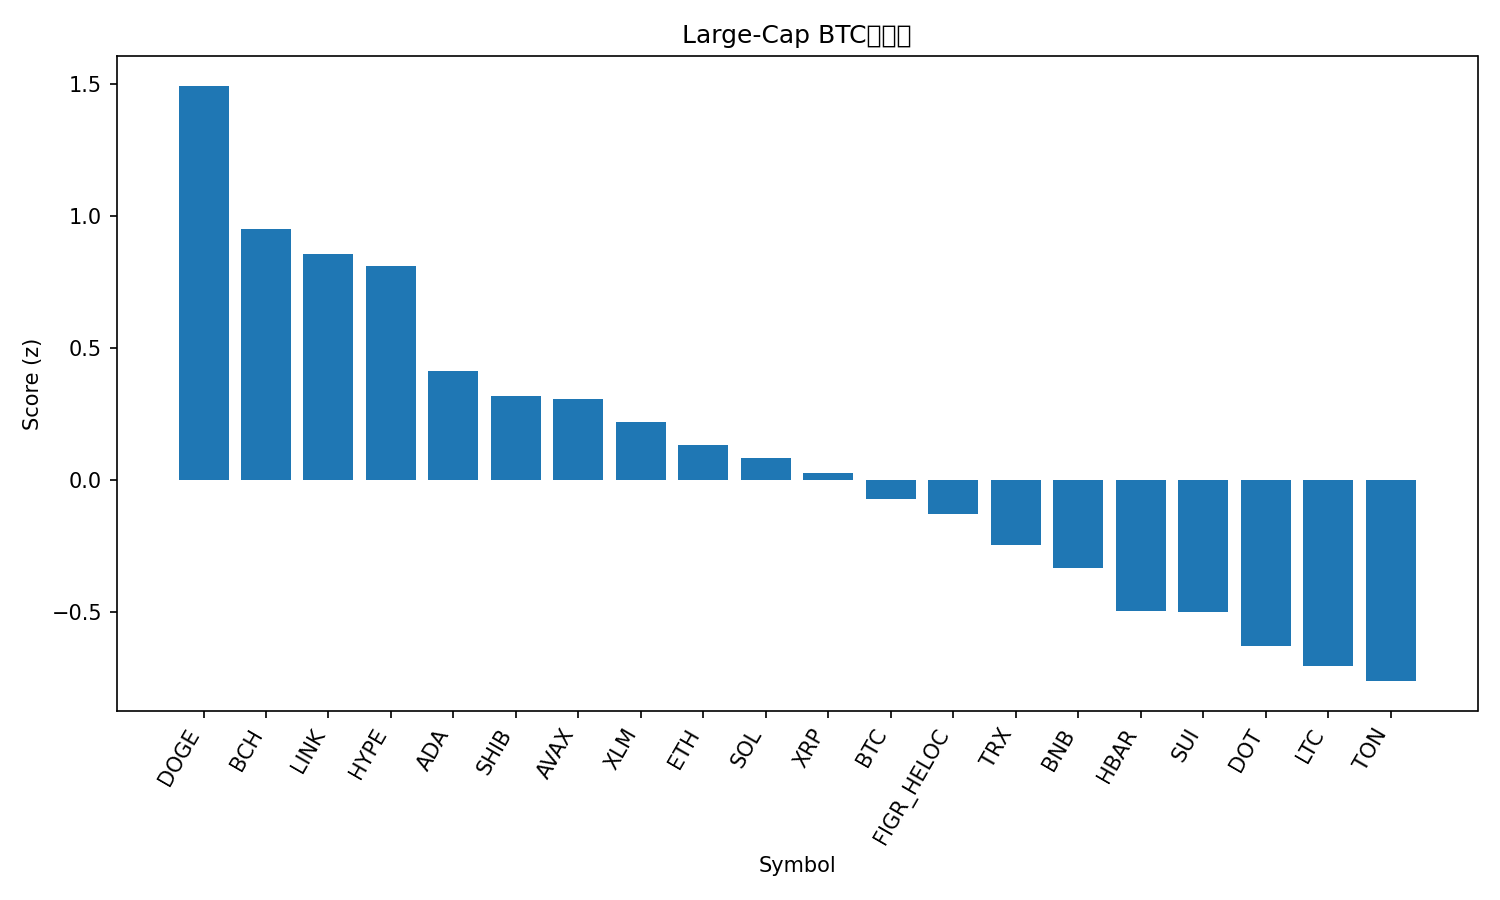 Large-Cap BTC
Score (z)
1.5
1.0
0.5
0.0
−0.5
DOGE
BCH
LINK
HYPE
ADA
SHIB
AVAX
XLM
ETH
SOL
XRP
BTC
FIGR_HELOC
TRX
BNB
HBAR
SUI
DOT
LTC
TON
Symbol